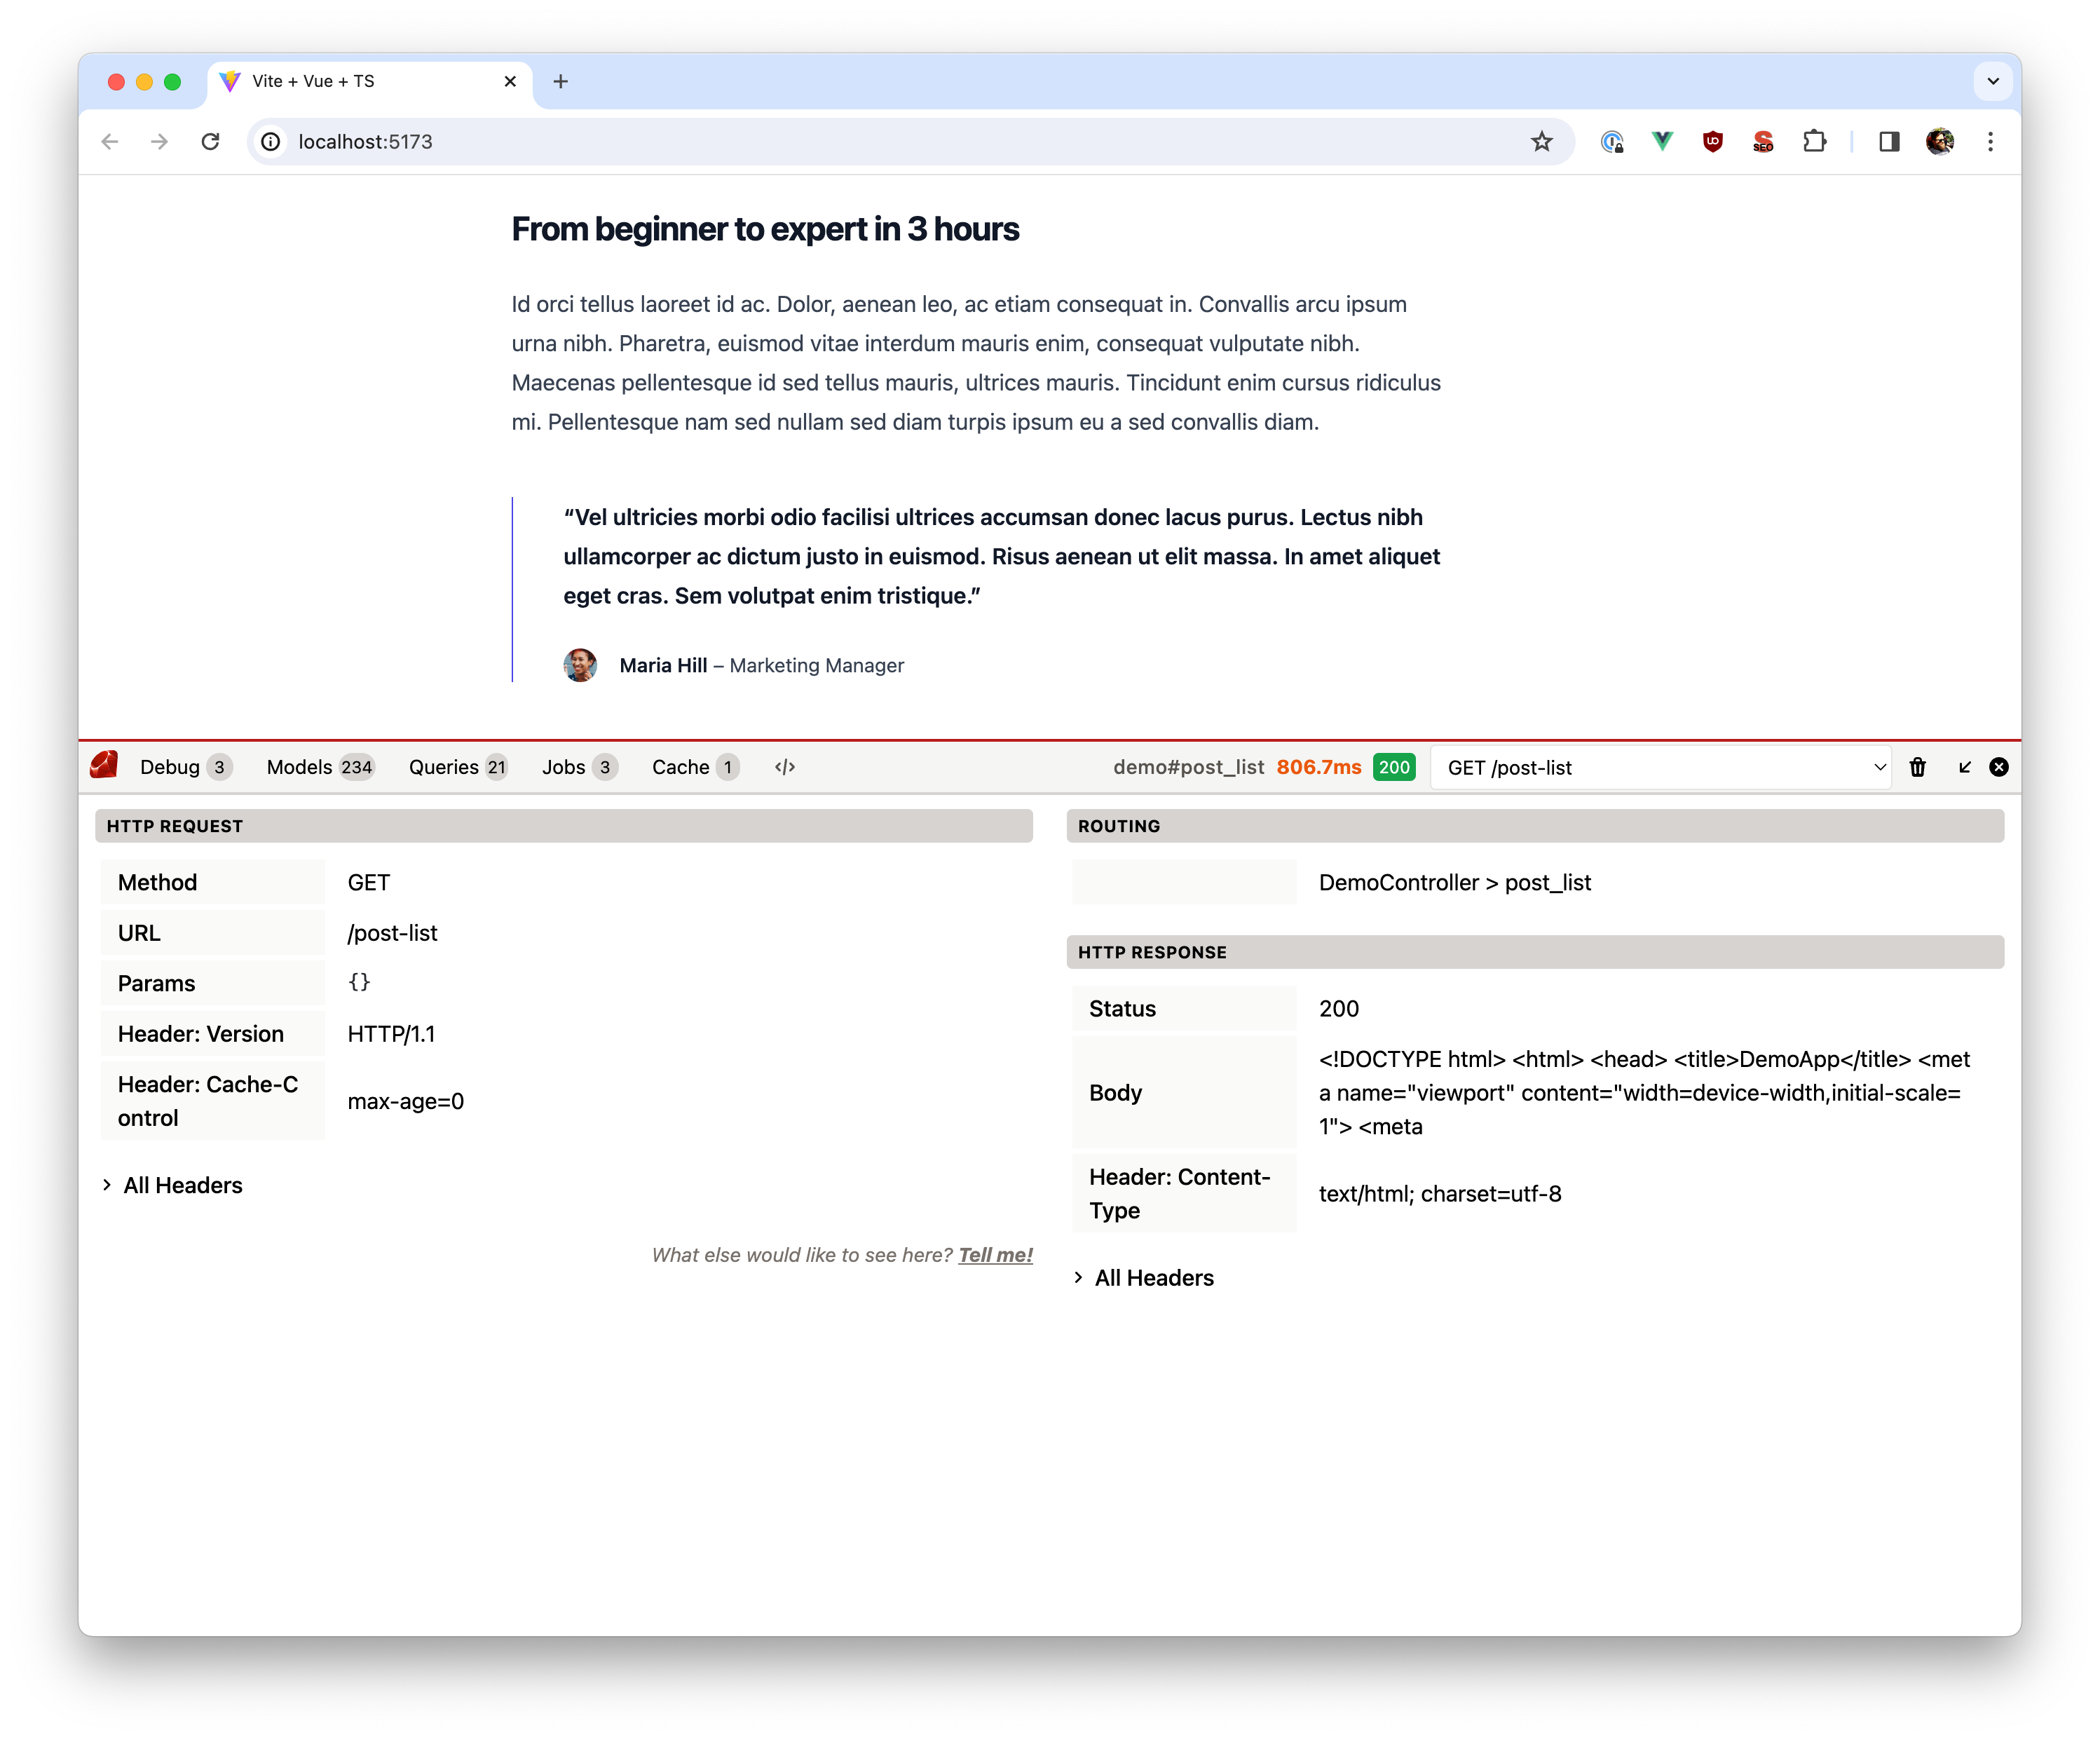 Vite + Vue + TS
localhost:5173
SEO
From beginner to expert in 3 hours
Id orci tellus laoreet id ac. Dolor, aenean leo, ac etiam consequat in. Convallis arcu ipsum
urna nibh. Pharetra, euismod vitae interdum mauris enim, consequat vulputate nibh.
Maecenas pellentesque id sed tellus mauris, ultrices mauris. Tincidunt enim cursus ridiculus
mi. Pellentesque nam sed nullam sed diam turpis ipsum eu a sed convallis diam.
“Vel ultricies morbi odio facilisi ultrices accumsan donec lacus purus. Lectus nibh
ullamcorper ac dictum justo in euismod. Risus aenean ut elit massa. In amet aliquet
eget cras. Sem volutpat enim tristique.”
Maria Hill – Marketing Manager
Debug 3 Models 234 Queries 21 Jobs 3 Cache 1 </> demo#post_list 806.7ms 200 GET /post-list
HTTP REQUEST
Method GET
URL /post-list
Params {}
Header: Version HTTP/1.1
Header: Cache-C
ontrol
max-age=0
All Headers
What else would like to see here? Tell me!
ROUTING
DemoController > post_list
HTTP RESPONSE
Status 200
Body
<!DOCTYPE html> <html> <head> <title>DemoApp</title> <met
a name="viewport" content="width=device-width,initial-scale=
1"> <meta
Header: Content-
Type
text/html; charset=utf-8
All Headers